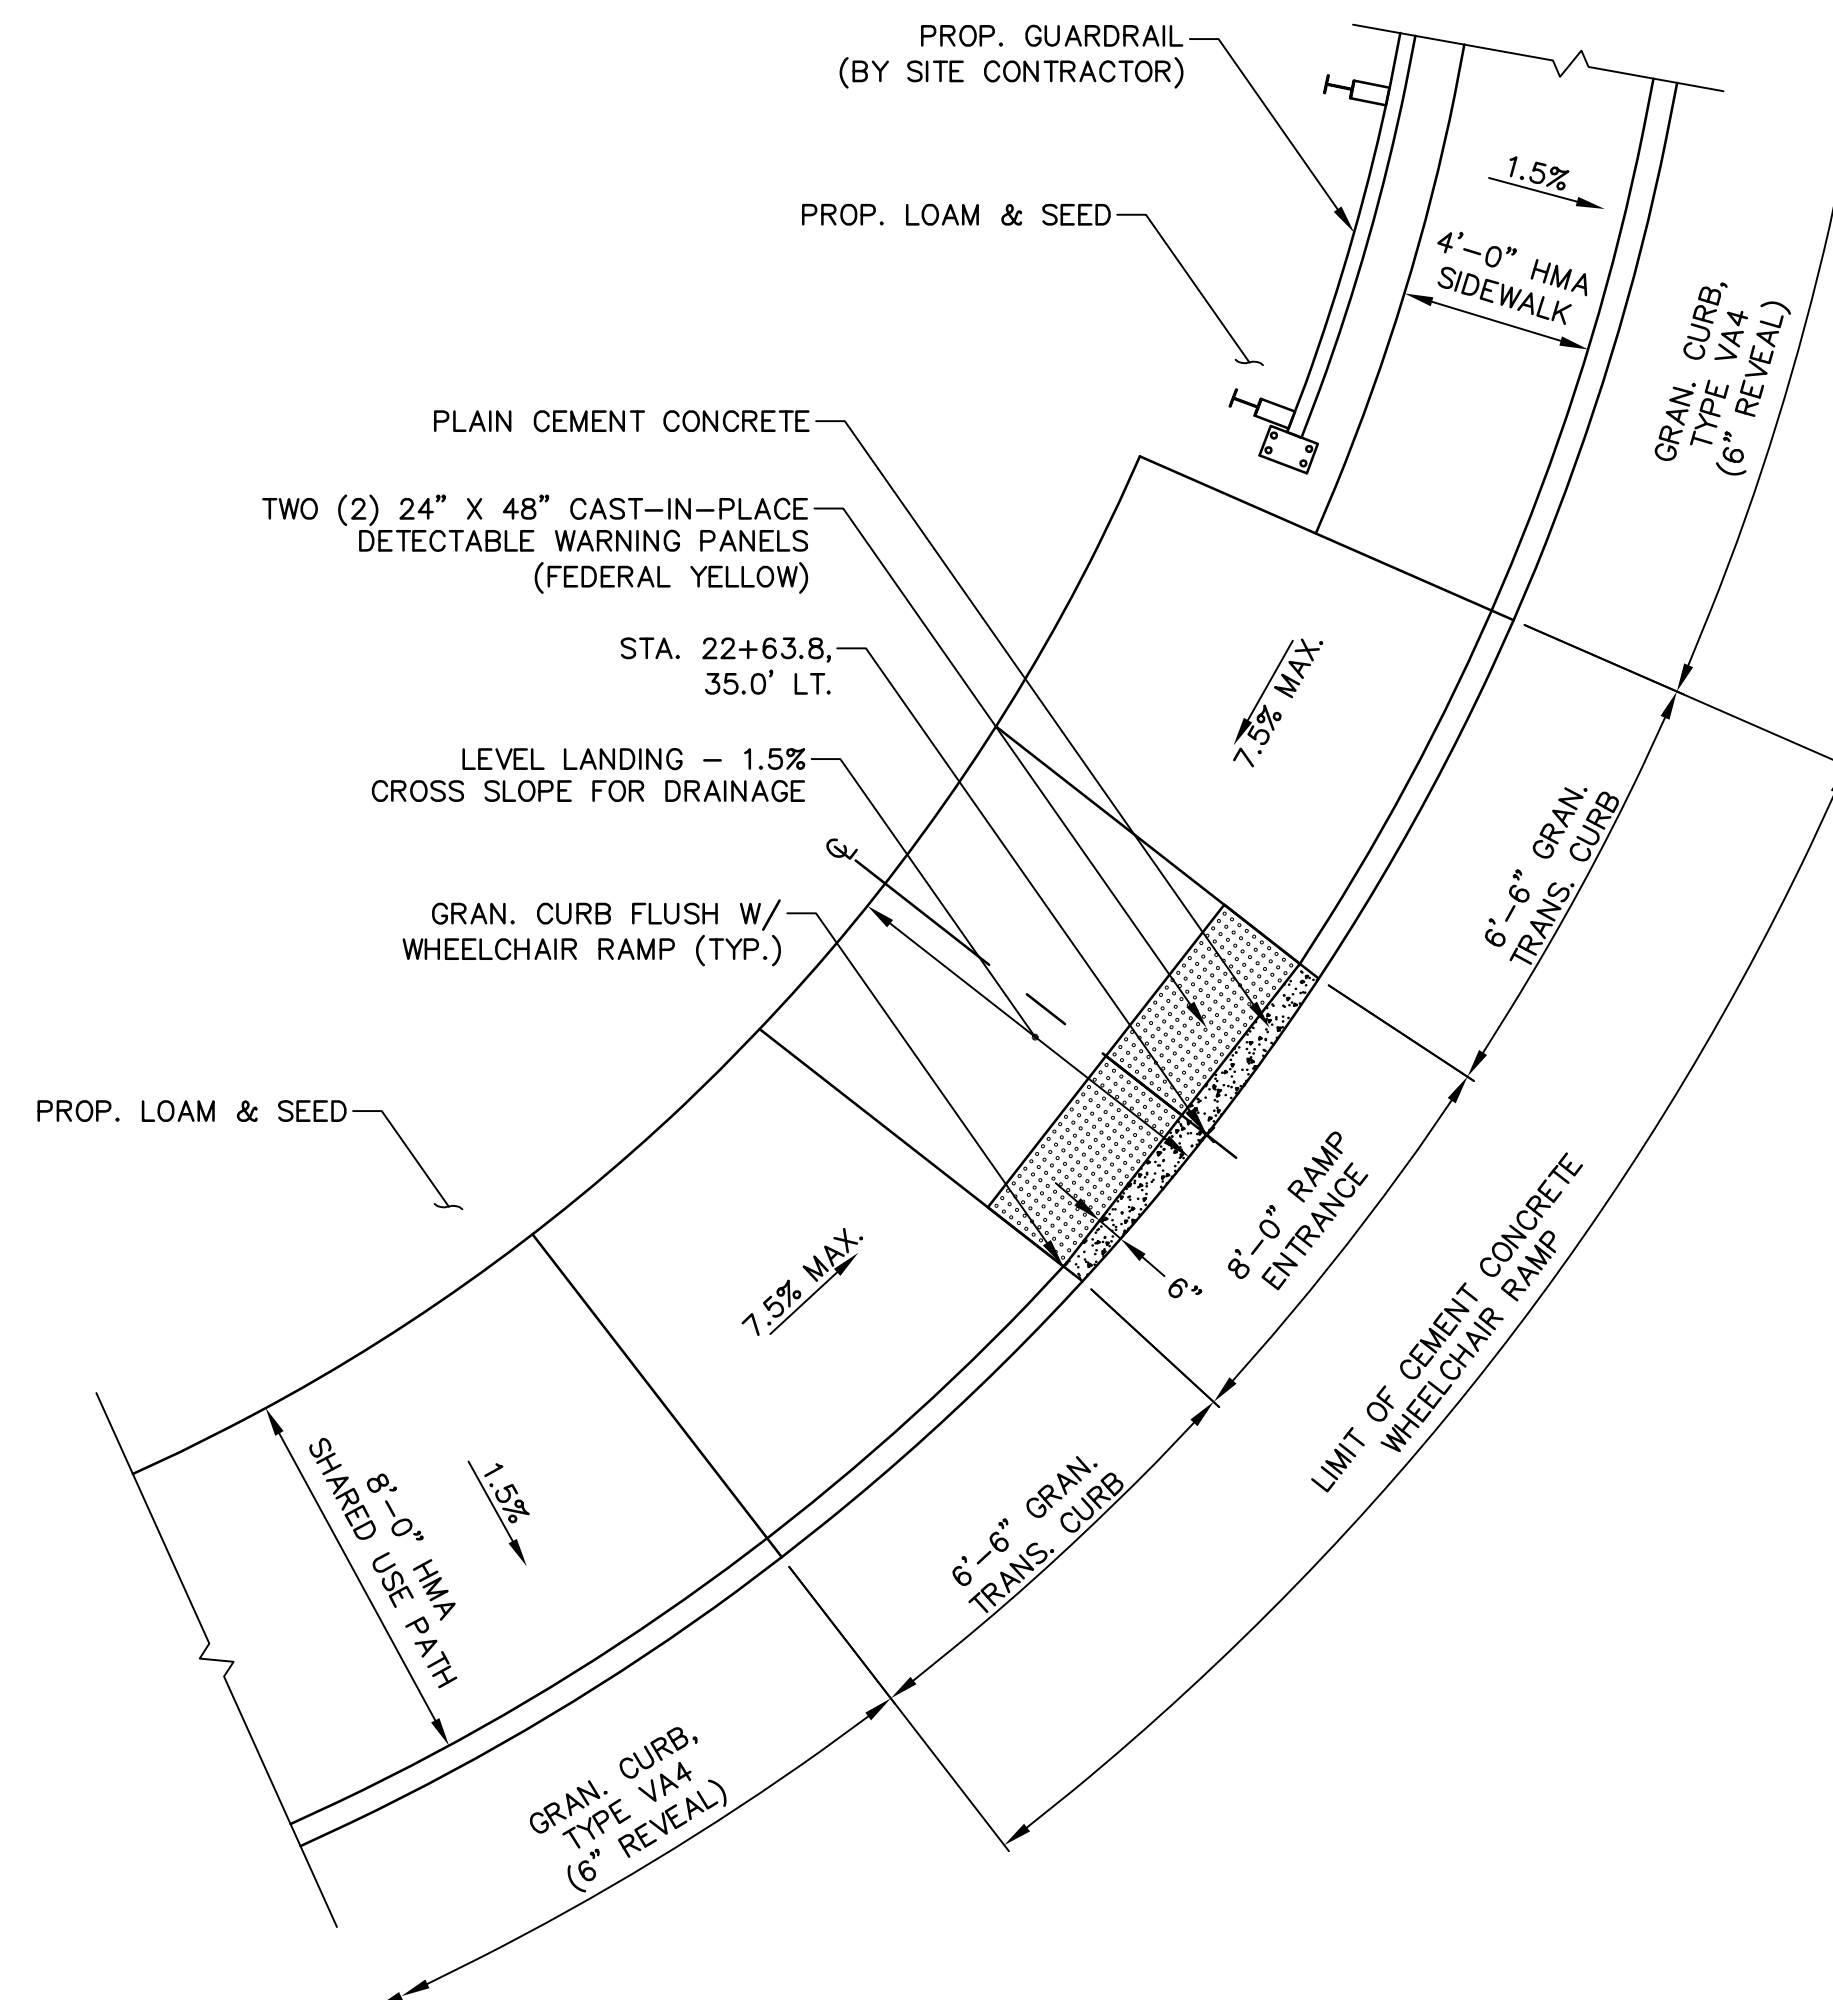 PROP. GUARDRAIL
(BY SITE CONTRACTOR)
1.5%
PROP. LOAM & SEED
4'-0" HMA
SIDEWALK
GRAN. CURB,
TYPE VA4
(6" REVEAL)
PLAIN CEMENT CONCRETE
TWO (2) 24" X 48" CAST-IN-PLACE
DETECTABLE WARNING PANELS
(FEDERAL YELLOW)
STA. 22+63.8,
35.0' LT.
7.5% MAX.
LEVEL LANDING - 1.5%
CROSS SLOPE FOR DRAINAGE
℄
6'-6" GRAN.
TRANS. CURB
GRAN. CURB FLUSH W/
WHEELCHAIR RAMP (TYP.)
PROP. LOAM & SEED
8'-0" RAMP
ENTRANCE
6"
LIMIT OF CEMENT CONCRETE
WHEELCHAIR RAMP
7.5% MAX.
6'-6" GRAN.
TRANS. CURB
1.5%
8'-0" HMA
SHARED USE PATH
GRAN. CURB,
TYPE VA4
(6" REVEAL)